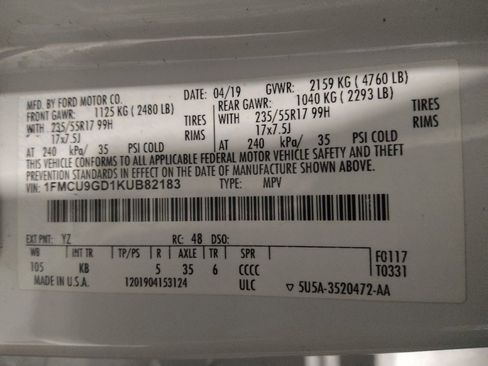 MFD. BY FORD MOTOR CO. DATE: 04/19 GVWR: 2159 KG ( 4760 LB)
FRONT GAWR: 1125 KG ( 2480 LB) REAR GAWR: 1040 KG ( 2293 LB)
WITH 235/55R17 99H TIRES WITH 235/55R17 99H TIRES
17x7.5J RIMS 17x7.5J RIMS
AT 240 kPa/ 35 PSI COLD AT 240 kPa/ 35 PSI COLD
THIS VEHICLE CONFORMS TO ALL APPLICABLE FEDERAL MOTOR VEHICLE SAFETY AND THEFT
PREVENTION STANDARDS IN EFFECT ON THE DATE OF MANUFACTURE SHOWN ABOVE.
VIN: 1FMCU9GD1KUB82183 TYPE: MPV
EXT PNT: YZ RC: 48 DSO:
WB INT TR TP/PS R AXLE TR SPR F0117
105 KB 5 35 6 CCCC T0331
MADE IN U.S.A. 1201904153124 ULC ▽ 5U5A-3520472-AA